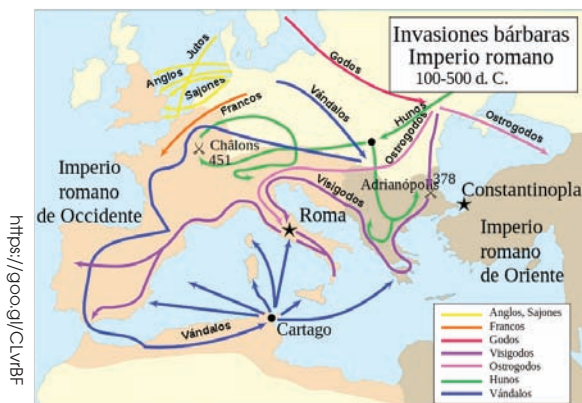 Invasiones bárbaras
Imperio romano
100-500 d. C.
Jutos
Anglos
Sajones
Godos
Francos
Vándalos
Hunos
Ostrogodos
Ostrogodos
Châlons
451
Imperio
romano
de Occidente
Visigodos
Adrianópolis
378
Constantinopla
Roma
Imperio
romano
de Oriente
Vándalos
Cartago
Anglos, Sajones
Francos
Godos
Visigodos
Ostrogodos
Hunos
Vándalos
https://goo.gl/CLvrBF